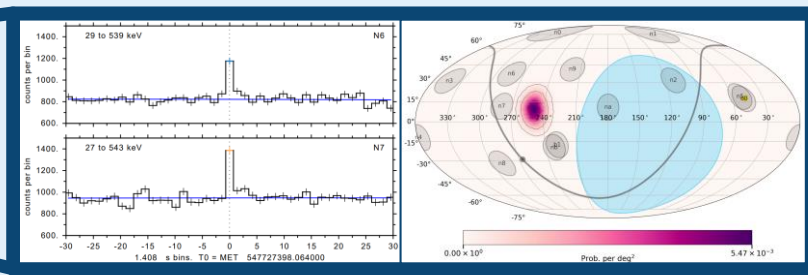 29 to 539 keV
N6
1400.
1200.
1000.
800.
600.
counts per bin
27 to 543 keV
N7
1400.
1200.
1000.
800.
600.
counts per bin
-30 -25 -20 -15 -10 -5 0 5 10 15 20 25 30
1.408 s bins. T0 = MET 547727398.064000
75°
60°
45°
30°
15°
0°
-15°
-30°
-45°
-60°
-75°
n0
n1
n3
n6
n9
n2
n7
na
n8
330° 300° 270° 240° 210° 180° 150° 120° 60° 30°
0.00 × 10⁰
5.47 × 10⁻³
Prob. per deg²